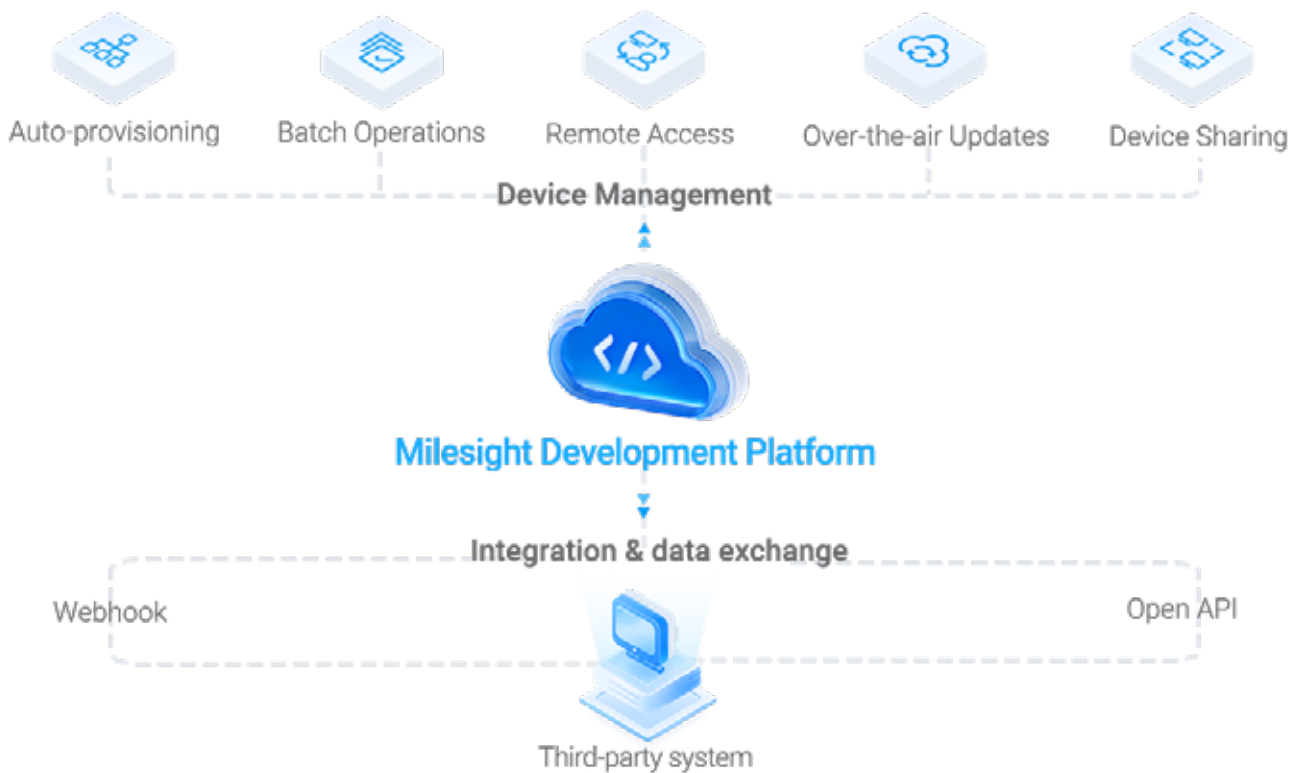 Auto-provisioning
Batch Operations
Remote Access
Over-the-air Updates
Device Sharing
Device Management
</>
Milesight Development Platform
Integration & data exchange
Webhook
Open API
Third-party system